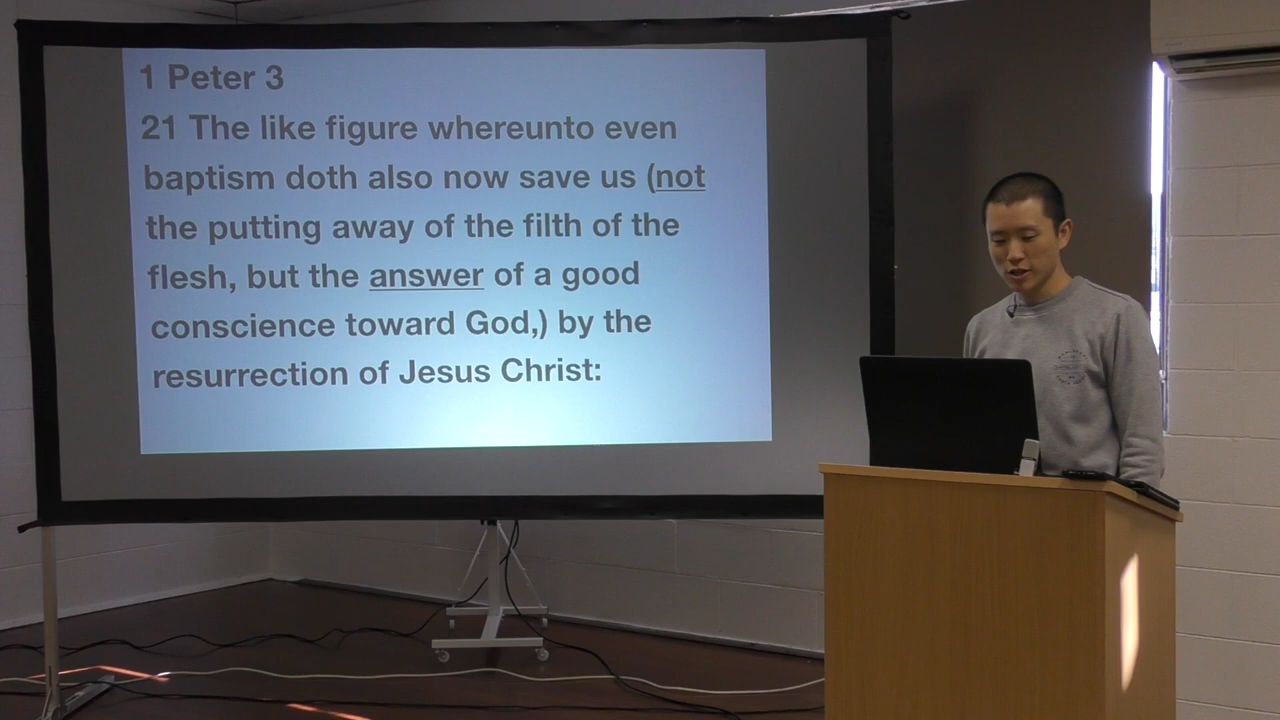 1 Peter 3
21 The like figure whereunto even
baptism doth also now save us (not
the putting away of the filth of the
flesh, but the answer of a good
conscience toward God,) by the
resurrection of Jesus Christ: